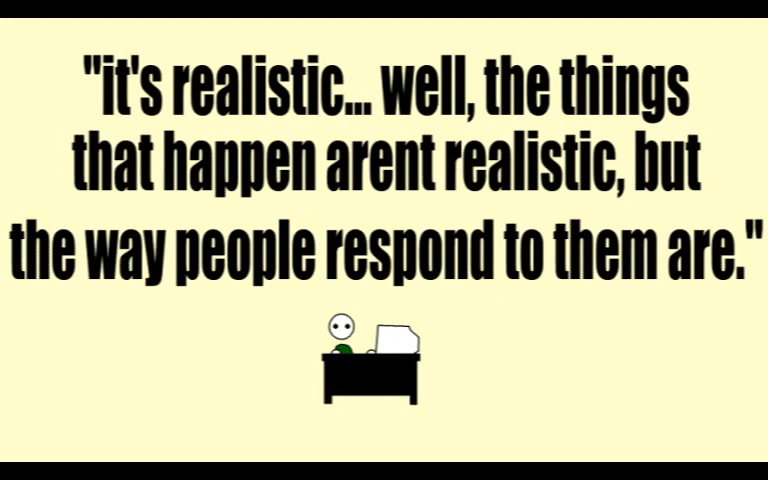 "it's realistic... well, the things
that happen arent realistic, but
the way people respond to them are."